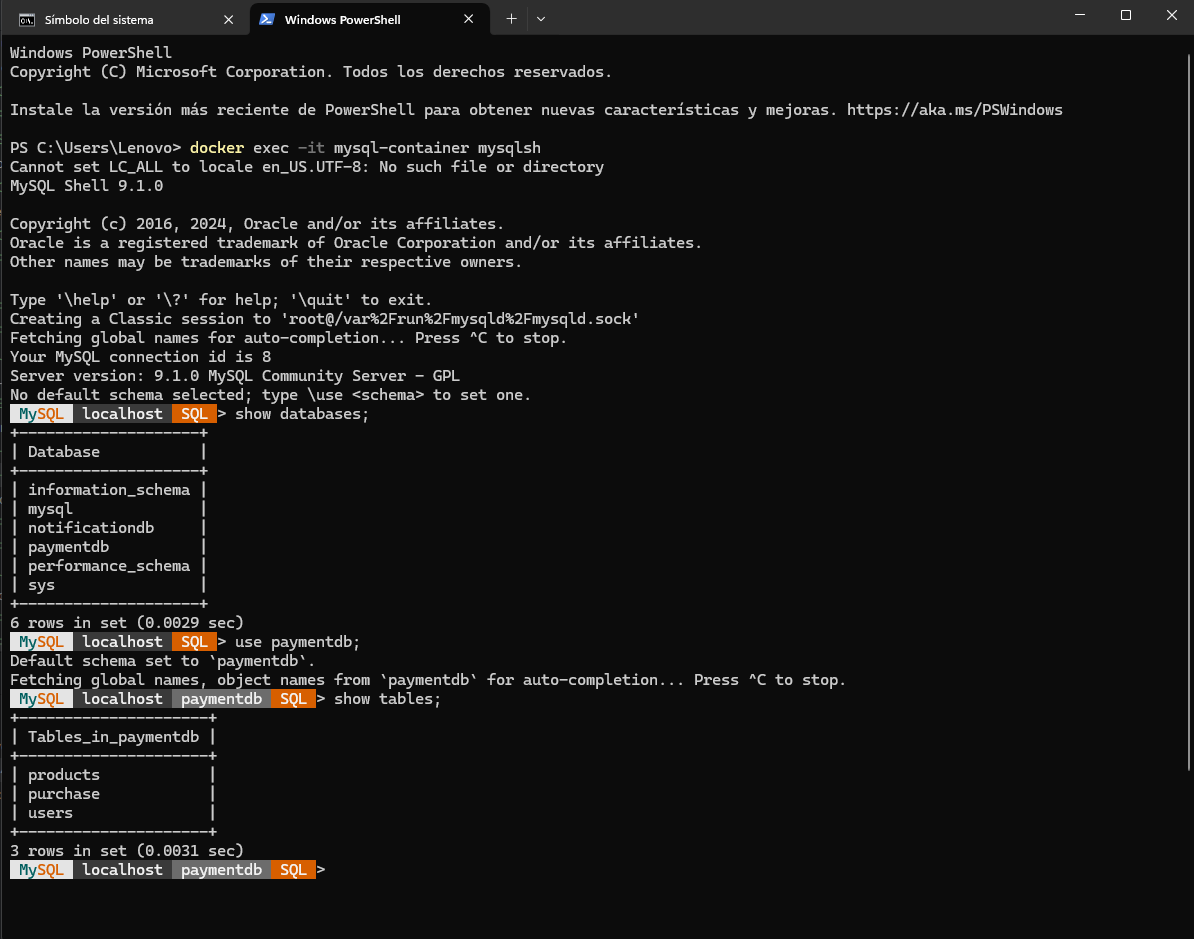 Símbolo del sistema
Windows PowerShell
Windows PowerShell
Copyright (C) Microsoft Corporation. Todos los derechos reservados.
Instale la versión más reciente de PowerShell para obtener nuevas características y mejoras. https://aka.ms/PSWindows
PS C:\Users\Lenovo> docker exec -it mysql-container mysqlsh
Cannot set LC_ALL to locale en_US.UTF-8: No such file or directory
MySQL Shell 9.1.0
Copyright (c) 2016, 2024, Oracle and/or its affiliates.
Oracle is a registered trademark of Oracle Corporation and/or its affiliates.
Other names may be trademarks of their respective owners.
Type '\help' or '\?' for help; '\quit' to exit.
Creating a Classic session to 'root@/var%2Frun%2Fmysqld%2Fmysqld.sock'
Fetching global names for auto-completion... Press ^C to stop.
Your MySQL connection id is 8
Server version: 9.1.0 MySQL Community Server - GPL
No default schema selected; type \use <schema> to set one.
MySQL localhost SQL > show databases;
+--------------------+
| Database           |
+--------------------+
| information_schema |
| mysql              |
| notificationdb     |
| paymentdb          |
| performance_schema |
| sys                |
+--------------------+
6 rows in set (0.0029 sec)
MySQL localhost SQL > use paymentdb;
Default schema set to `paymentdb`.
Fetching global names, object names from `paymentdb` for auto-completion... Press ^C to stop.
MySQL localhost paymentdb SQL > show tables;
+---------------------+
| Tables_in_paymentdb |
+---------------------+
| products            |
| purchase            |
| users               |
+---------------------+
3 rows in set (0.0031 sec)
MySQL localhost paymentdb SQL >